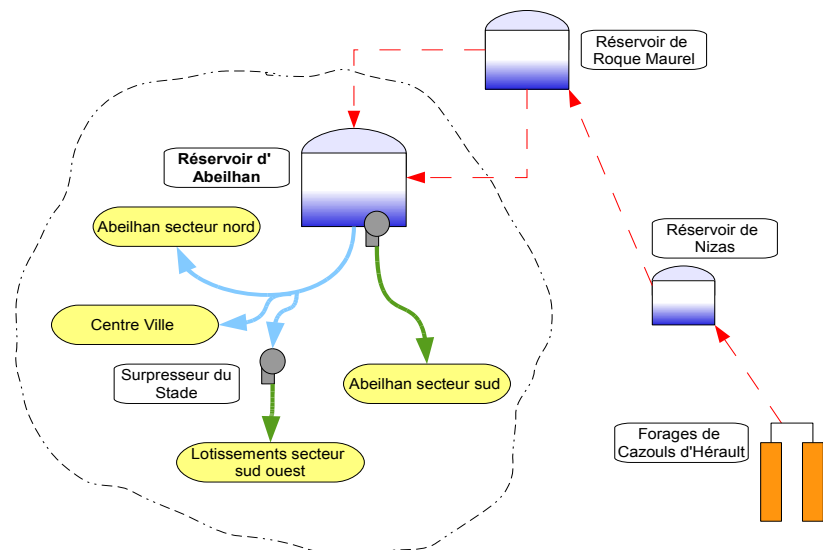 Réservoir de
Roque Maurel
Réservoir d'
Abeilhan
Abeilhan secteur nord
Réservoir de
Nizas
Centre Ville
Surpresseur du
Stade
Abeilhan secteur sud
Forages de
Cazouls d'Hérault
Lotissements secteur
sud ouest